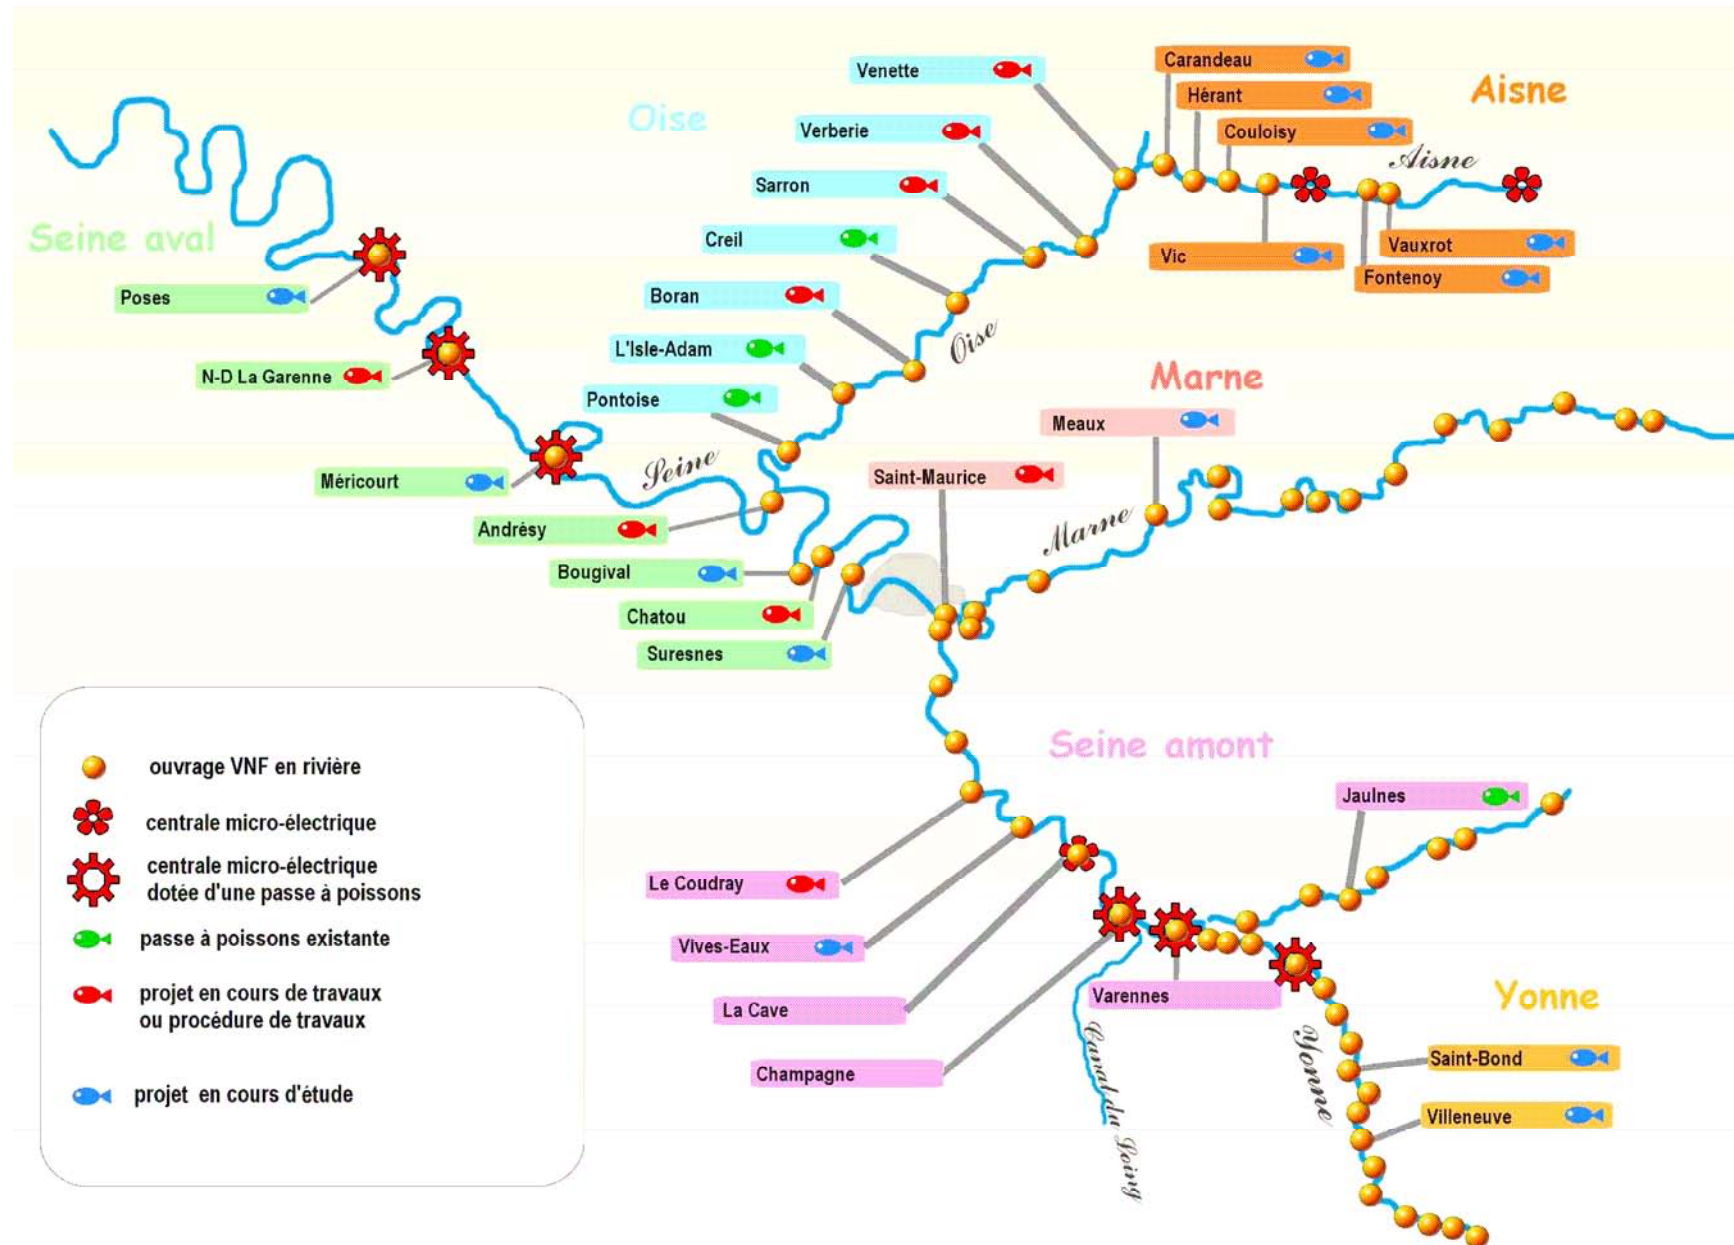 Carandeau
Venette
Hérant
Aisne
Oise
Verberie
Couloisy
Aisne
Sarron
Seine aval
Creil
Vic
Vauxrot
Fontenoy
Poses
Boran
Oise
L'Isle-Adam
N-D La Garenne
Marne
Pontoise
Meaux
Méricourt
Seine
Saint-Maurice
Andrésy
Marne
Bougival
Chatou
Suresnes
Seine amont
Jaulnes
Le Coudray
Vives-Eaux
La Cave
Varennes
Champagne
Canal du Loing
Yonne
Yonne
Saint-Bond
Villeneuve
ouvrage VNF en rivière
centrale micro-électrique
centrale micro-électrique
dotée d'une passe à poissons
passe à poissons existante
projet en cours de travaux
ou procédure de travaux
projet en cours d'étude